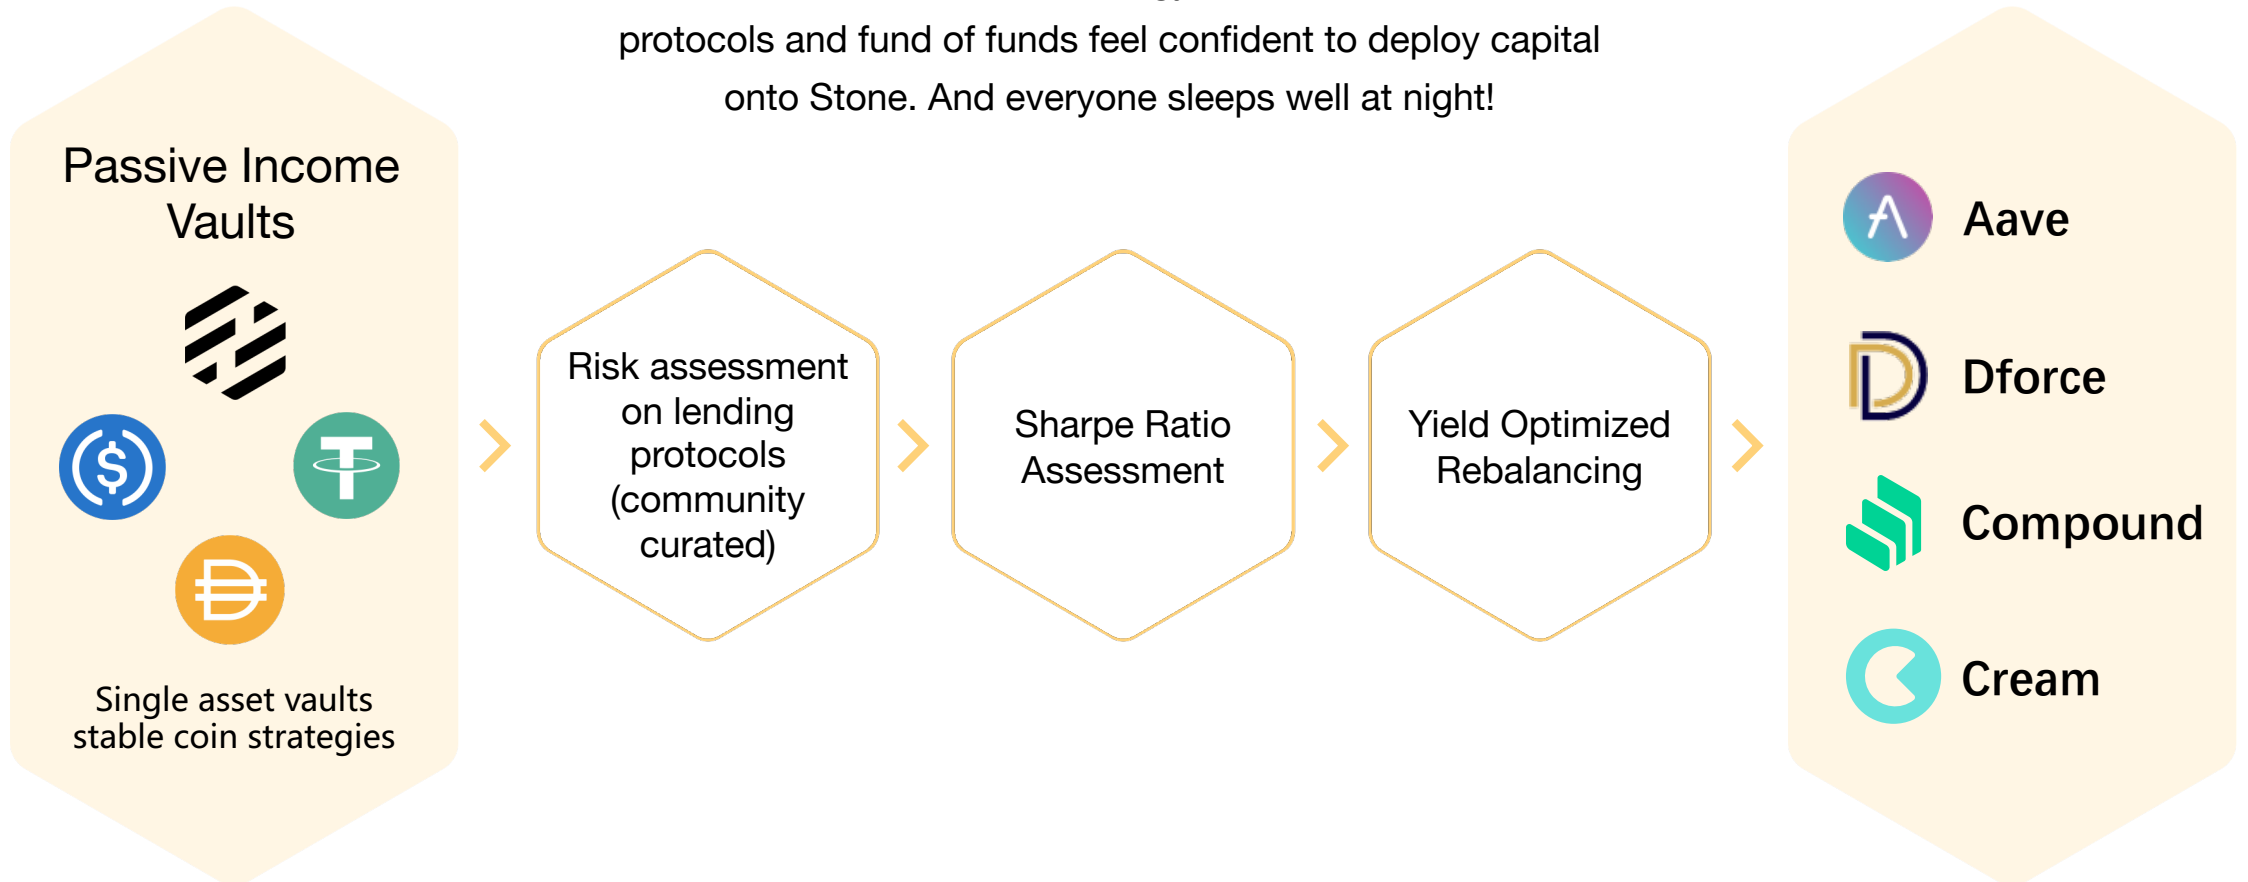 protocols and fund of funds feel confident to deploy capital
onto Stone. And everyone sleeps well at night!
Passive Income
Vaults
Single asset vaults
stable coin strategies
Risk assessment
on lending
protocols
(community
curated)
Sharpe Ratio
Assessment
Yield Optimized
Rebalancing
Aave
Dforce
Compound
Cream